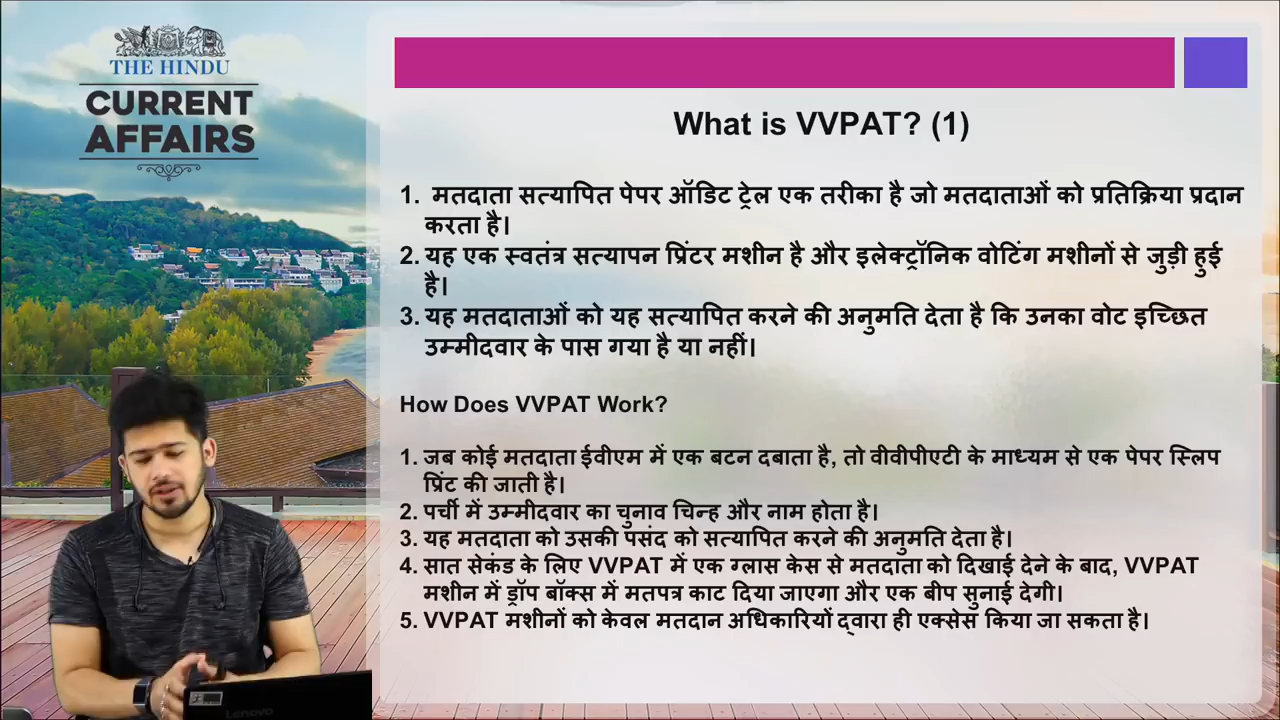 THE HINDU
CURRENT
AFFAIRS
What is VVPAT? (1)
1. मतदाता सत्यापित पेपर ऑडिट ट्रेल एक तरीका है जो मतदाताओं को प्रतिक्रिया प्रदान
करता है।
2. यह एक स्वतंत्र सत्यापन प्रिंटर मशीन है और इलेक्ट्रॉनिक वोटिंग मशीनों से जुड़ी हुई
है।
3. यह मतदाताओं को यह सत्यापित करने की अनुमति देता है कि उनका वोट इच्छित
उम्मीदवार के पास गया है या नहीं।
How Does VVPAT Work?
1. जब कोई मतदाता ईवीएम में एक बटन दबाता है, तो वीवीपीएटी के माध्यम से एक पेपर स्लिप
प्रिंट की जाती है।
2. पर्ची में उम्मीदवार का चुनाव चिन्ह और नाम होता है।
3. यह मतदाता को उसकी पसंद को सत्यापित करने की अनुमति देता है।
4. सात सेकंड के लिए VVPAT में एक ग्लास केस से मतदाता को दिखाई देने के बाद, VVPAT
मशीन में ड्रॉप बॉक्स में मतपत्र काट दिया जाएगा और एक बीप सुनाई देगी।
5. VVPAT मशीनों को केवल मतदान अधिकारियों द्वारा ही एक्सेस किया जा सकता है।
Lenovo